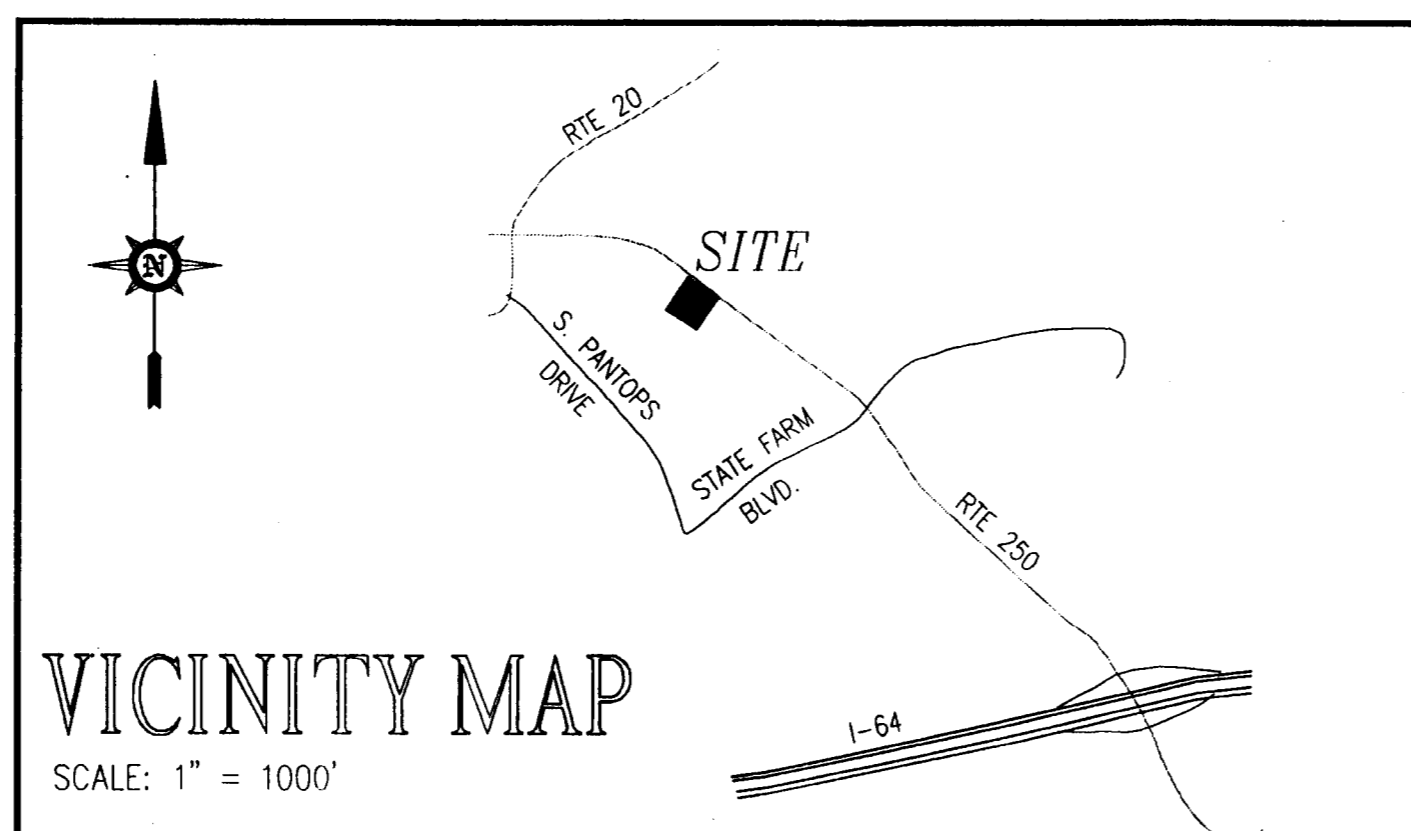 RTE 20
N
SITE
S. PANTOPS
DRIVE
STATE FARM
BLVD.
RTE 250
I-64
VICINITY MAP
SCALE: 1" = 1000'